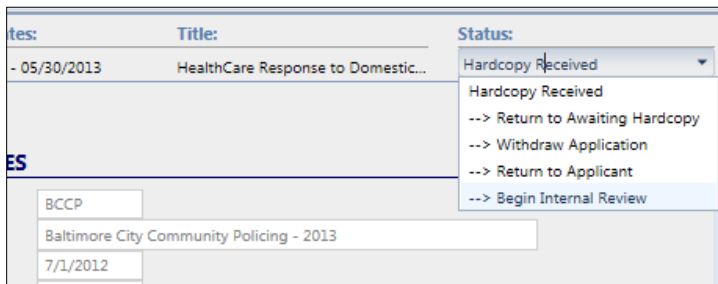 ates: Title: Status:
- 05/30/2013 HealthCare Response to Domestic... Hardcopy Received
Hardcopy Received
--> Return to Awaiting Hardcopy
--> Withdraw Application
--> Return to Applicant
--> Begin Internal Review
ES
BCCP
Baltimore City Community Policing - 2013
7/1/2012